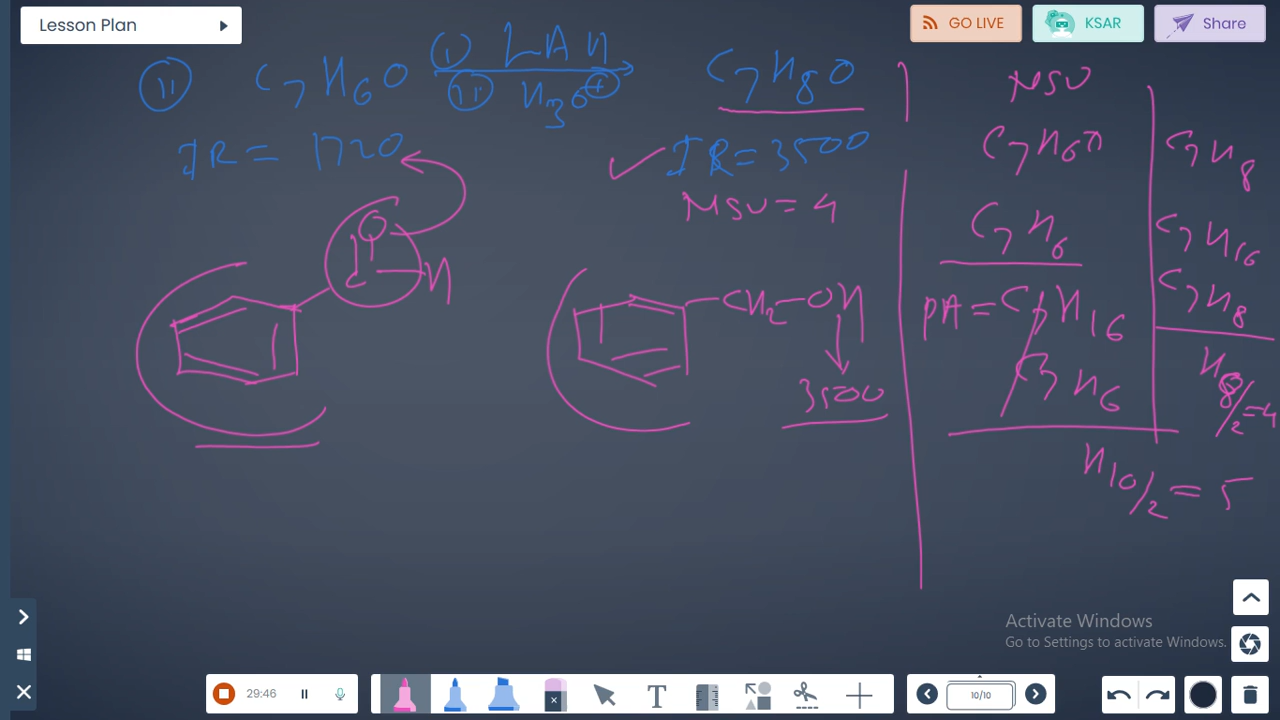 Lesson Plan
GO LIVE
KSAR
Share
(ii) C7H6O (i) LAH (ii) H3O+ C7H8O
IR = 1720
IR = 3500
MSU = 4
O
C - H
CH2-OH
3500
MSU
C7H6O
C7H6
PA = C7H16
C7H6
H10/2 = 5
C7H8
C7H16
C7H8
H8/2 = 4
Activate Windows
Go to Settings to activate Windows.
29:46
T
10/10